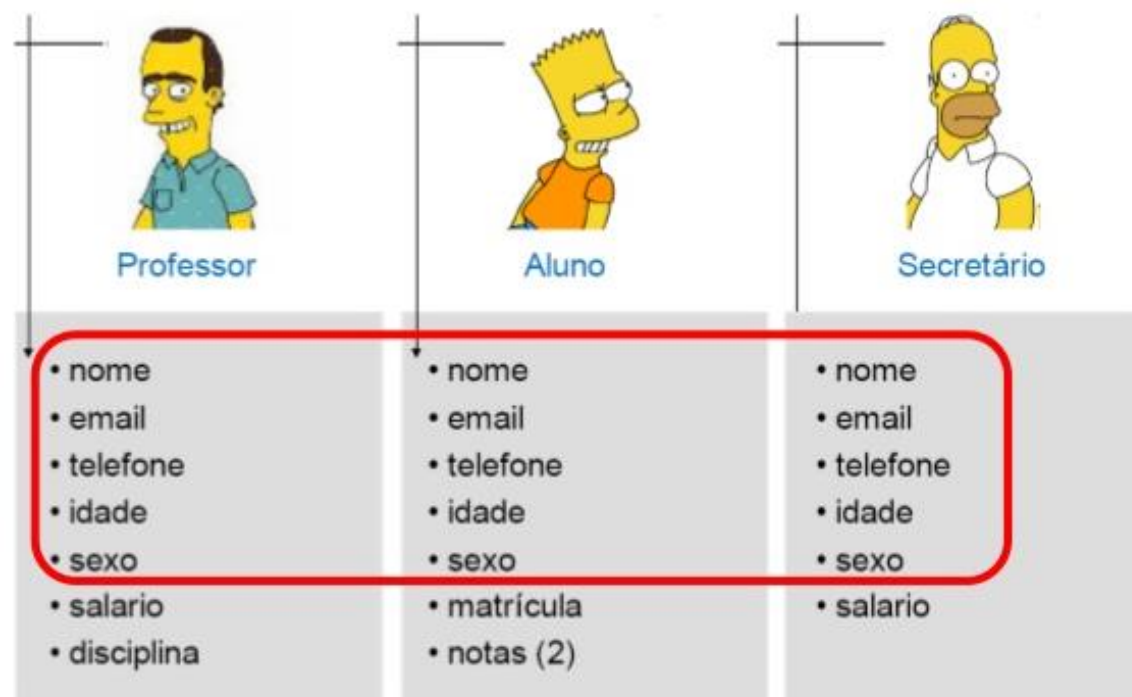 Professor
Aluno
Secretário
• nome
• email
• telefone
• idade
• sexo
• salario
• disciplina
• nome
• email
• telefone
• idade
• sexo
• matrícula
• notas (2)
• nome
• email
• telefone
• idade
• sexo
• salario